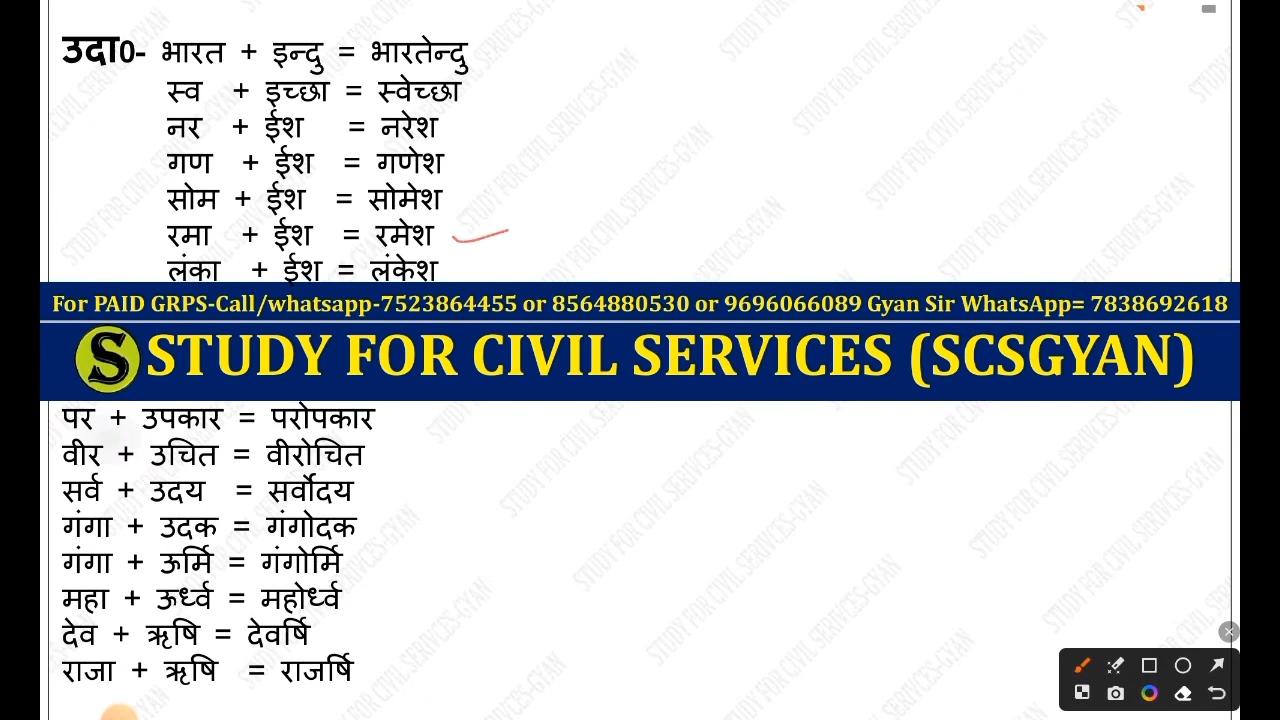 उदा0- भारत + इन्दु = भारतेन्दु
स्व + इच्छा = स्वेच्छा
नर + ईश = नरेश
गण + ईश = गणेश
सोम + ईश = सोमेश
रमा + ईश = रमेश
लंका + ईश = लंकेश
For PAID GRPS-Call/whatsapp-7523864455 or 8564880530 or 9696066089 Gyan Sir WhatsApp= 7838692618
S STUDY FOR CIVIL SERVICES (SCSGYAN)
पर + उपकार = परोपकार
वीर + उचित = वीरोचित
सर्व + उदय = सर्वोदय
गंगा + उदक = गंगोदक
गंगा + ऊर्मि = गंगोर्मि
महा + ऊर्ध्व = महोर्ध्व
देव + ऋषि = देवर्षि
राजा + ऋषि = राजर्षि